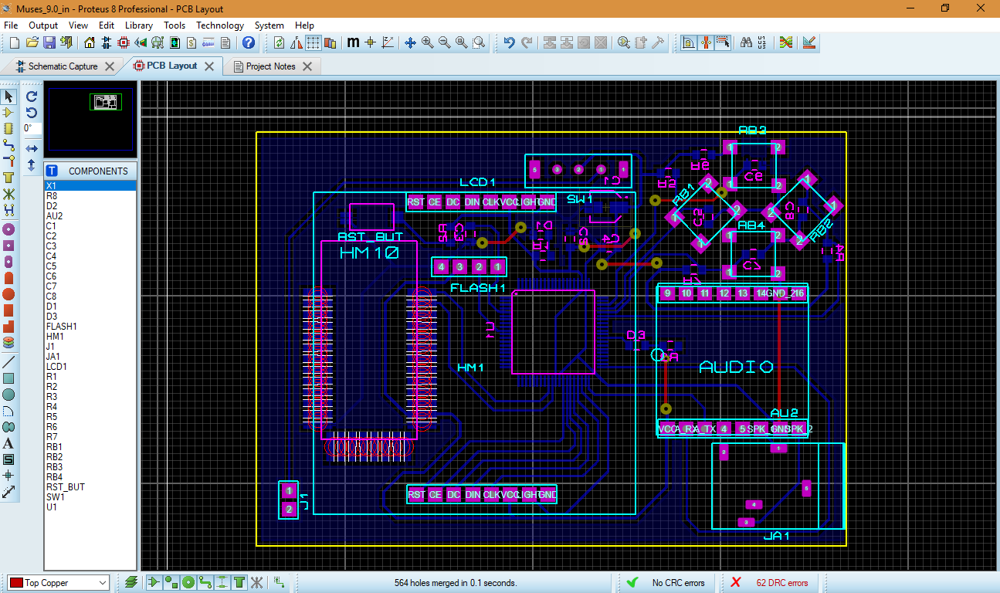 Muses_9.0_in - Proteus 8 Professional - PCB Layout
File Output View Edit Library Tools Technology System Help
Schematic Capture PCB Layout Project Notes
0°
COMPONENTS
X1
R8
D2
AU2
C1
C2
C3
C4
C5
C6
C7
C8
D1
D3
FLASH1
HM1
J1
JA1
LCD1
R1
R2
R3
R4
R5
R6
R7
RB1
RB2
RB3
RB4
RST_BUT
SW1
U1
RB3
LCD1
SW1
RST CE DC DIN CLK VCC LIGHT GND
RB1
RB4
RB2
RST_BUT
HM10
4 3 2 1
FLASH1
9 10 11 12 13 14 GND_2 16
U1
D3
HM1
AUDIO
AU2
VCC A_RX A_TX 4 5 SPK_ GND SPK_2
J1
1
2
RST CE DC DIN CLK VCC LIGHT GND
JA1
Top Copper 564 holes merged in 0.1 seconds. No CRC errors 62 DRC errors